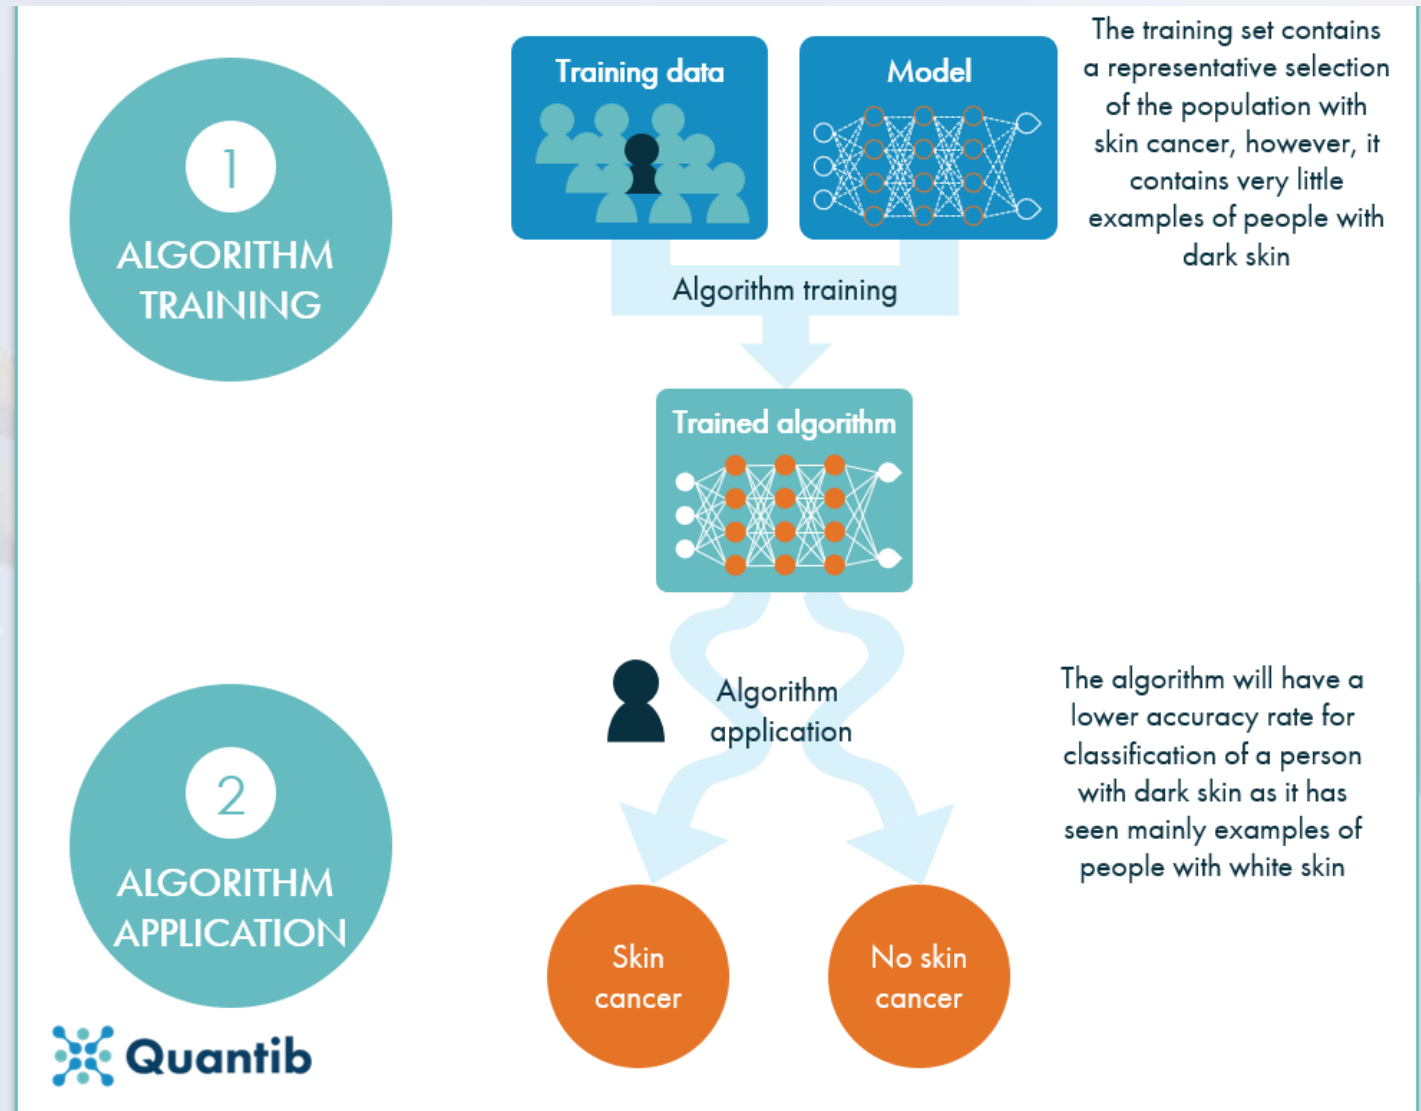 1
ALGORITHM
TRAINING
Training data
Model
The training set contains
a representative selection
of the population with
skin cancer, however, it
contains very little
examples of people with
dark skin
Algorithm training
Trained algorithm
2
ALGORITHM
APPLICATION
Algorithm
application
The algorithm will have a
lower accuracy rate for
classification of a person
with dark skin as it has
seen mainly examples of
people with white skin
Skin
cancer
No skin
cancer
Quantib